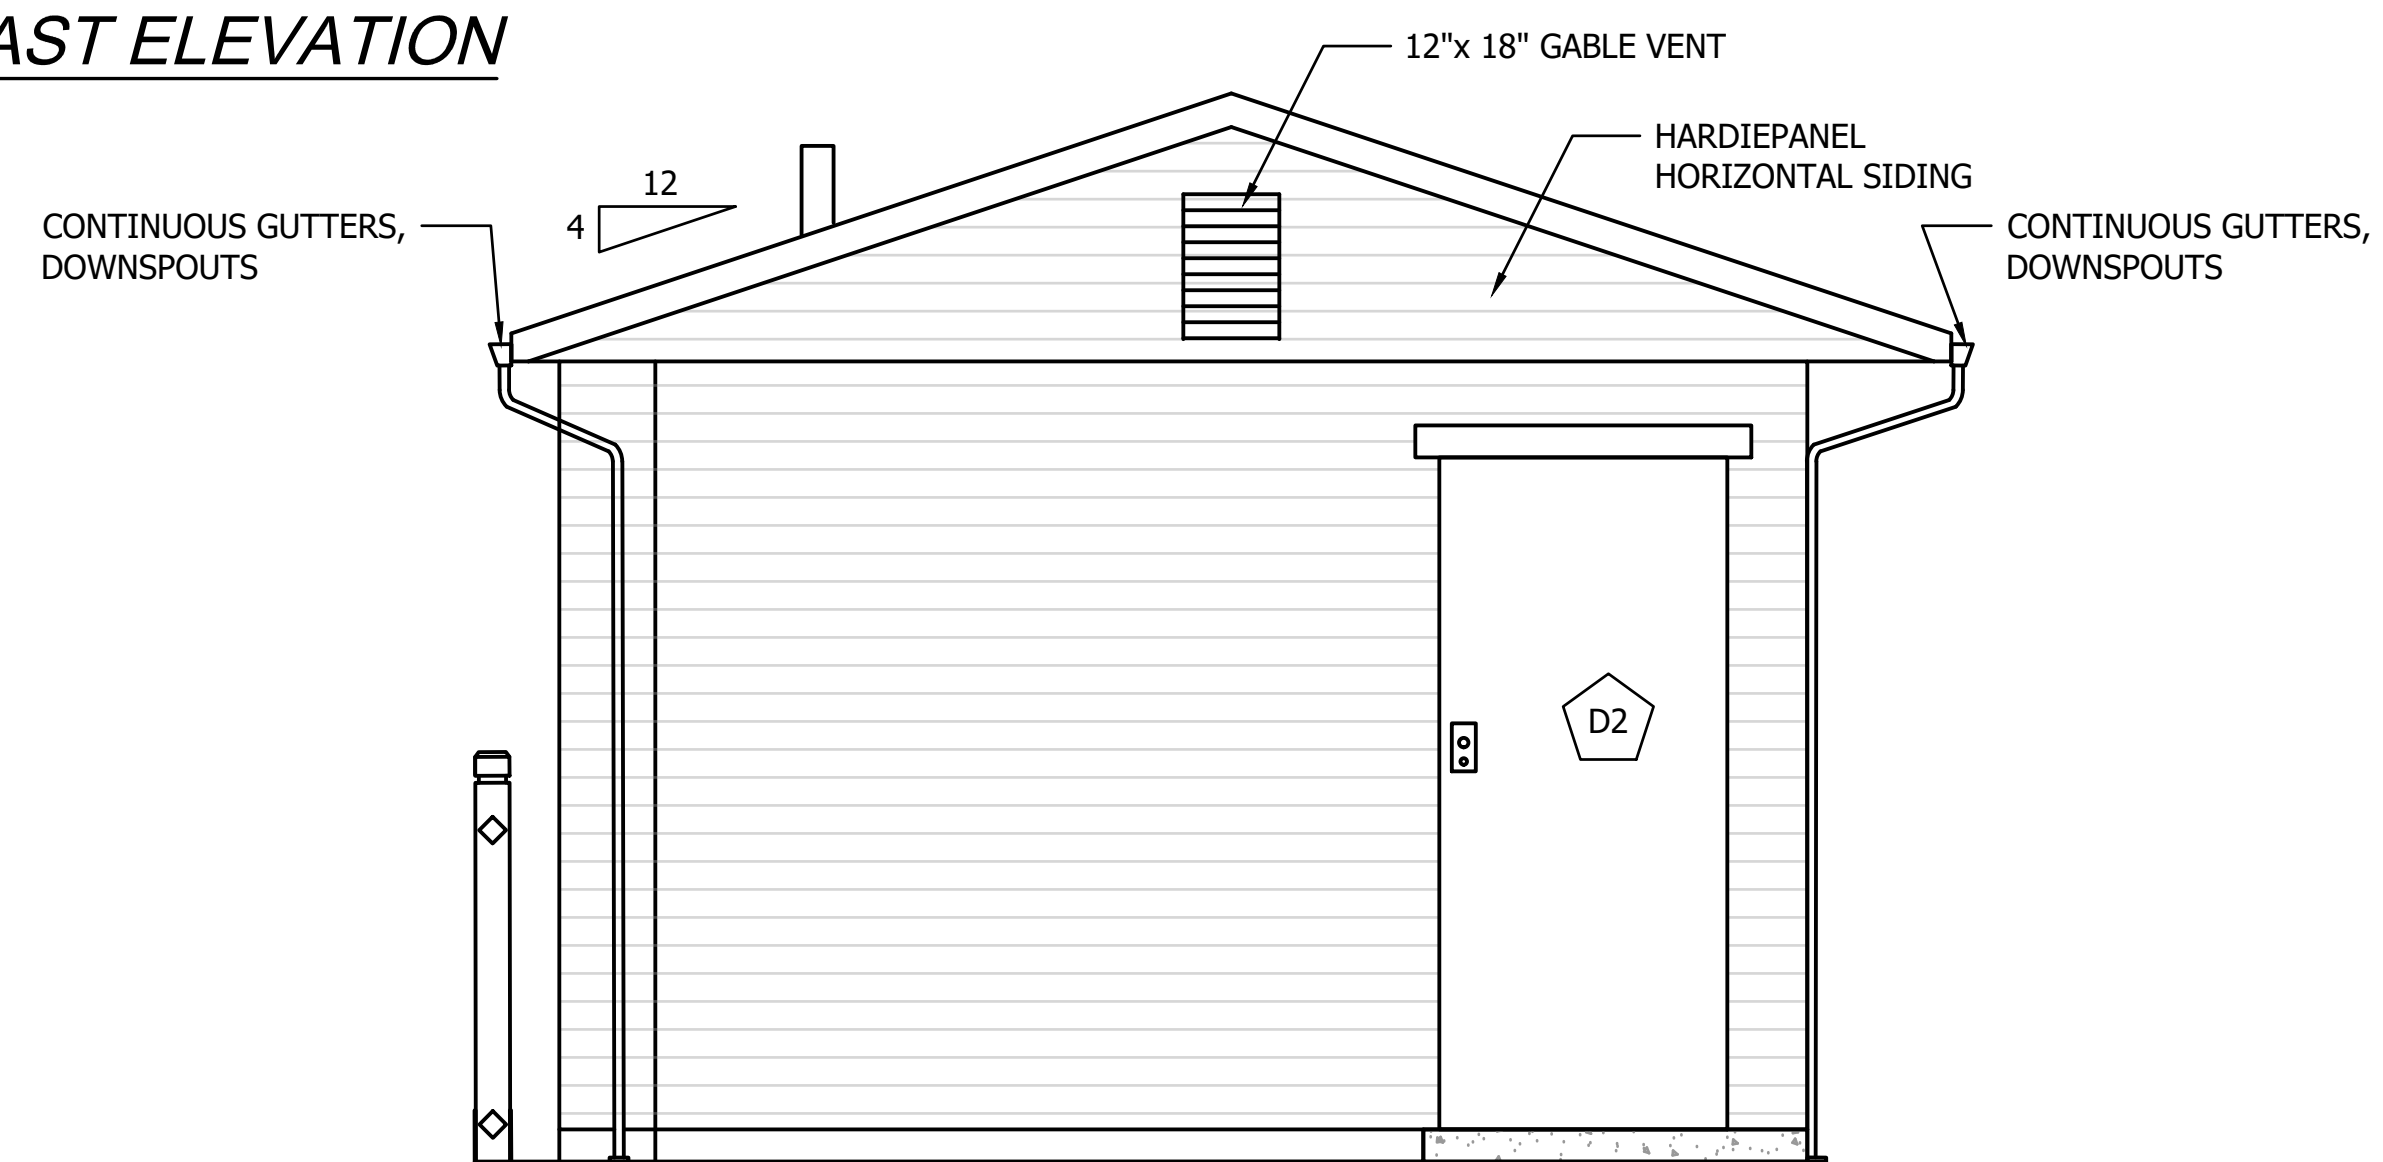 AST ELEVATION
12"x 18" GABLE VENT
HARDIEPANEL
HORIZONTAL SIDING
12
4
CONTINUOUS GUTTERS,
DOWNSPOUTS
CONTINUOUS GUTTERS,
DOWNSPOUTS
D2